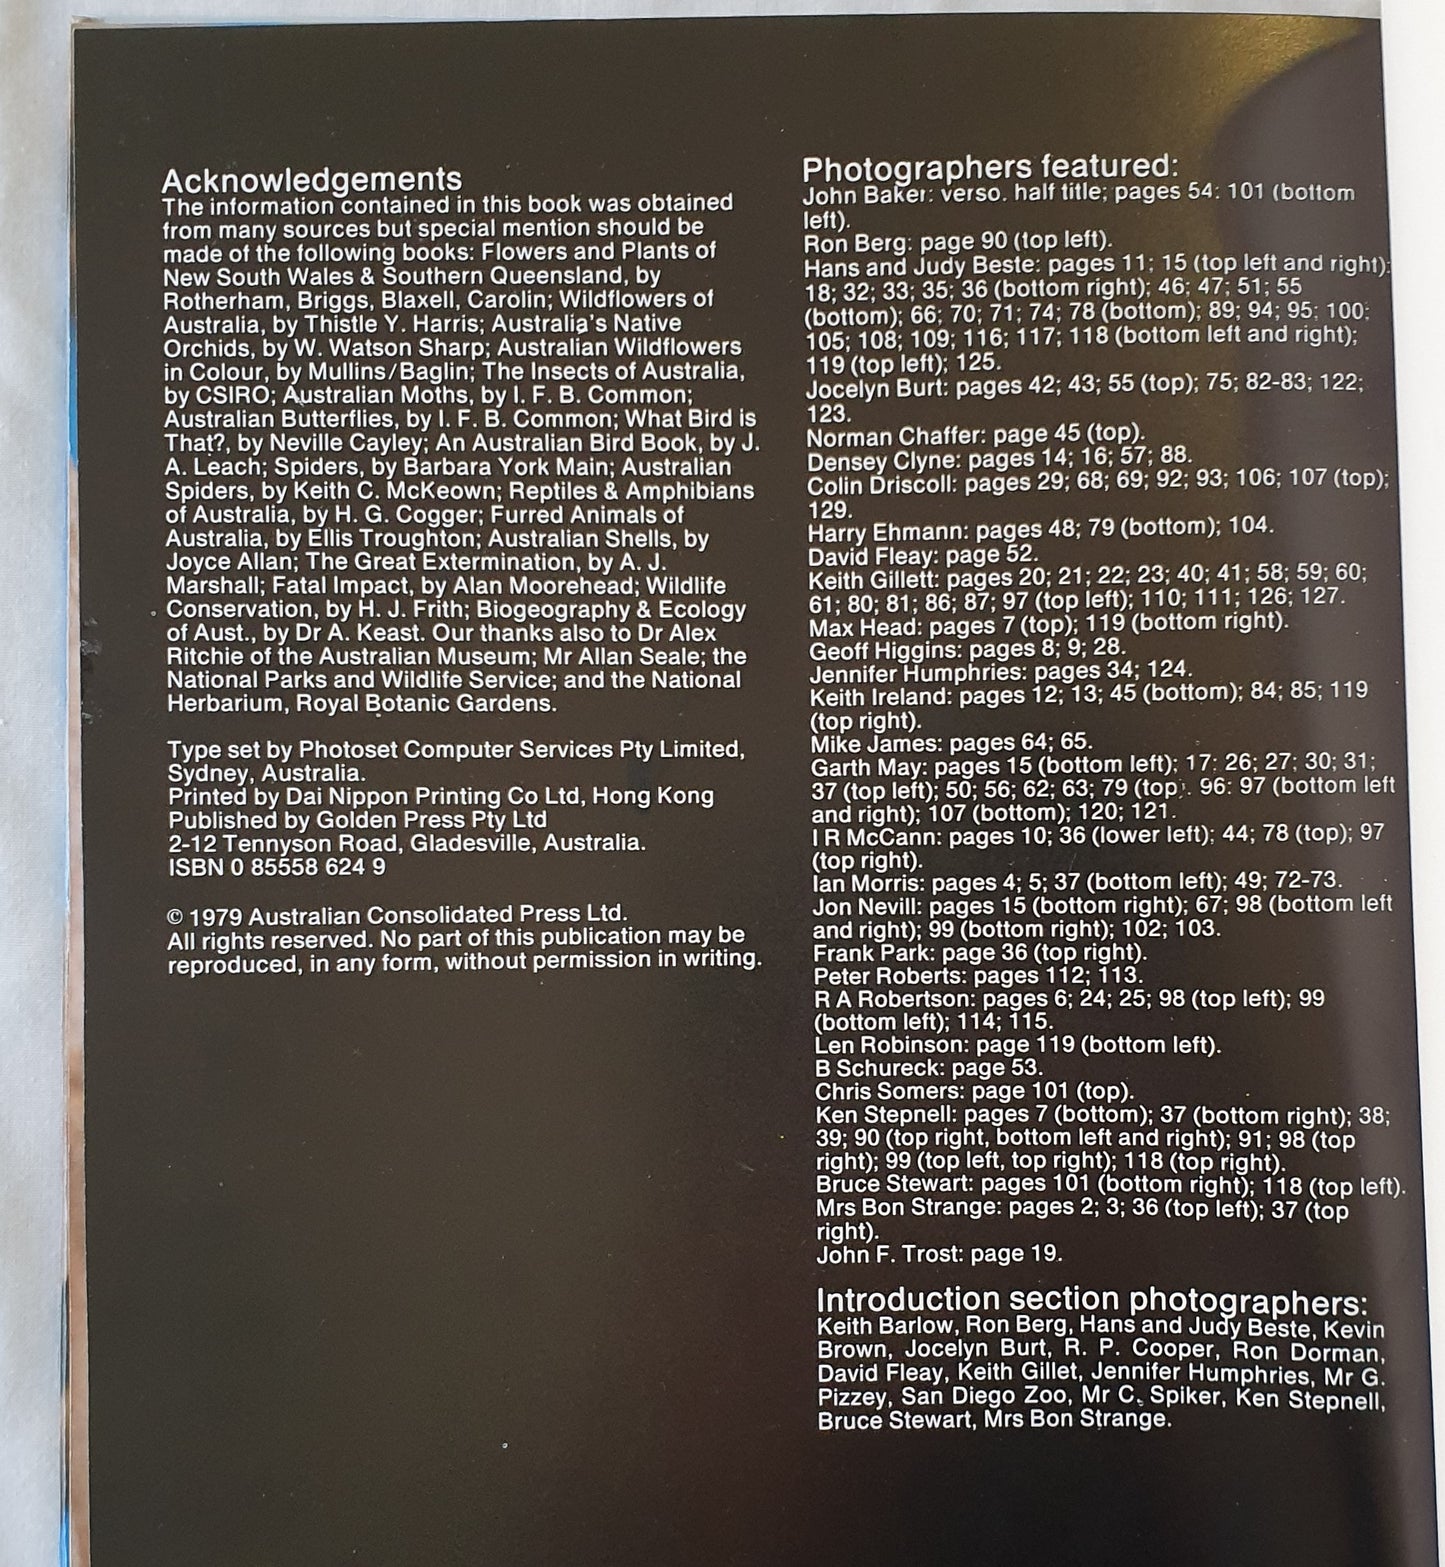 Acknowledgements
The information contained in this book was obtained
from many sources but special mention should be
made of the following books: Flowers and Plants of
New South Wales & Southern Queensland, by
Rotherham, Briggs, Blaxell, Carolin; Wildflowers of
Australia, by Thistle Y. Harris; Australia's Native
Orchids, by W. Watson Sharp; Australian Wildflowers
in Colour, by Mullins/Baglin; The Insects of Australia,
by CSIRO; Australian Moths, by I. F. B. Common;
Australian Butterflies, by I. F. B. Common; What Bird is
That?, by Neville Cayley; An Australian Bird Book, by J.
A. Leach; Spiders, by Barbara York Main; Australian
Spiders, by Keith C. McKeown; Reptiles & Amphibians
of Australia, by H. G. Cogger; Furred Animals of
Australia, by Ellis Troughton; Australian Shells, by
Joyce Allan; The Great Extermination, by A. J.
Marshall; Fatal Impact, by Alan Moorehead; Wildlife
Conservation, by H. J. Frith; Biogeography & Ecology
of Aust., by Dr A. Keast. Our thanks also to Dr Alex
Ritchie of the Australian Museum; Mr Allan Seale; the
National Parks and Wildlife Service; and the National
Herbarium, Royal Botanic Gardens.
Type set by Photoset Computer Services Pty Limited,
Sydney, Australia.
Printed by Dai Nippon Printing Co Ltd, Hong Kong
Published by Golden Press Pty Ltd
2-12 Tennyson Road, Gladesville, Australia.
ISBN 0 85558 624 9
© 1979 Australian Consolidated Press Ltd.
All rights reserved. No part of this publication may be
reproduced, in any form, without permission in writing.
Photographers featured:
John Baker: verso. half title; pages 54: 101 (bottom
left).
Ron Berg: page 90 (top left).
Hans and Judy Beste: pages 11; 15 (top left and right);
18; 32; 33; 35; 36 (bottom right); 46; 47; 51; 55
(bottom); 66; 70; 71; 74; 78 (bottom); 89; 94; 95; 100;
105; 108; 109; 116; 117; 118 (bottom left and right);
119 (top left); 125.
Jocelyn Burt: pages 42; 43; 55 (top); 75; 82-83; 122;
123.
Norman Chaffer: page 45 (top).
Densey Clyne: pages 14; 16; 57; 88.
Colin Driscoll: pages 29; 68; 69; 92; 93; 106; 107 (top);
129.
Harry Ehmann: pages 48; 79 (bottom); 104.
David Fleay: page 52.
Keith Gillett: pages 20; 21; 22; 23; 40; 41; 58; 59; 60;
61; 80; 81; 86; 87; 97 (top left); 110; 111; 126; 127.
Max Head: pages 7 (top); 119 (bottom right).
Geoff Higgins: pages 8; 9; 28.
Jennifer Humphries: pages 34; 124.
Keith Ireland: pages 12; 13; 45 (bottom); 84; 85; 119
(top right).
Mike James: pages 64; 65.
Garth May: pages 15 (bottom left); 17: 26; 27; 30; 31;
37 (top left); 50; 56; 62; 63; 79 (top). 96: 97 (bottom left
and right); 107 (bottom); 120; 121.
I R McCann: pages 10; 36 (lower left); 44; 78 (top); 97
(top right).
Ian Morris: pages 4; 5; 37 (bottom left); 49; 72-73.
Jon Nevill: pages 15 (bottom right); 67; 98 (bottom left
and right); 99 (bottom right); 102; 103.
Frank Park: page 36 (top right).
Peter Roberts: pages 112; 113.
R A Robertson: pages 6; 24; 25; 98 (top left); 99
(bottom left); 114; 115.
Len Robinson: page 119 (bottom left).
B Schureck: page 53.
Chris Somers: page 101 (top).
Ken Stepnell: pages 7 (bottom); 37 (bottom right); 38;
39; 90 (top right, bottom left and right); 91; 98 (top
right); 99 (top left, top right); 118 (top right).
Bruce Stewart: pages 101 (bottom right); 118 (top left).
Mrs Bon Strange: pages 2; 3; 36 (top left); 37 (top
right).
John F. Trost: page 19.
Introduction section photographers:
Keith Barlow, Ron Berg, Hans and Judy Beste, Kevin
Brown, Jocelyn Burt, R. P. Cooper, Ron Dorman,
David Fleay, Keith Gillet, Jennifer Humphries, Mr G.
Pizzey, San Diego Zoo, Mr C. Spiker, Ken Stepnell,
Bruce Stewart, Mrs Bon Strange.